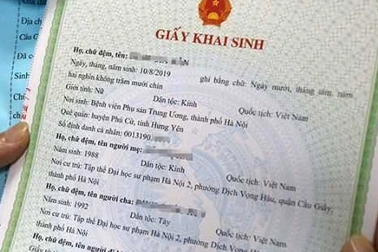 GIẤY KHAI SINH
Họ, chữ đệm, tên:
Ngày, tháng, năm sinh: 10/8/2019 ghi bằng chữ: Ngày mười, tháng tám, năm
hai nghìn không trăm mười chín
Giới tính: Nữ Dân tộc: Kinh Quốc tịch: Việt Nam
Nơi sinh: Bệnh viện Phụ sản Trung Ương, thành phố Hà Nội
Quê quán: huyện Phù Cừ, tỉnh Hưng Yên
Số định danh cá nhân: 0013190
Họ, chữ đệm, tên người mẹ:
Năm sinh: 1988 Dân tộc: Kinh Quốc tịch: Việt Nam
Nơi cư trú: Tập thể Đại học Sư phạm Hà Nội 2, phường Dịch Vọng Hậu, quận Cầu Giấy,
thành phố Hà Nội
Họ, chữ đệm, tên người cha:
Năm sinh: 1992 Dân tộc: Tày Quốc tịch: Việt Nam
Nơi cư trú: Tập thể Đại học Sư phạm Hà Nội 2, phường Dịch Vọng
thành phố Hà Nội